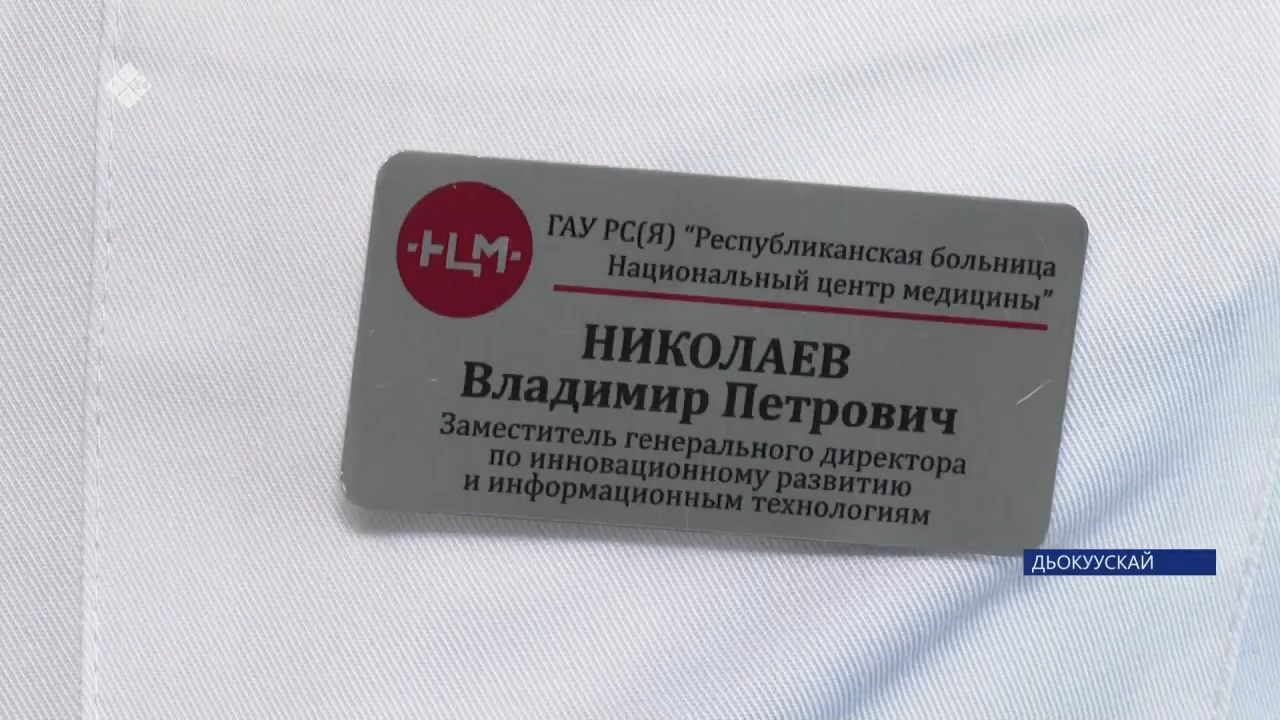 НЦМ
ГАУ РС(Я) “Республиканская больница
Национальный центр медицины”
НИКОЛАЕВ
Владимир Петрович
Заместитель генерального директора
по инновационному развитию
и информационным технологиям
ДЬОКУУСКАЙ